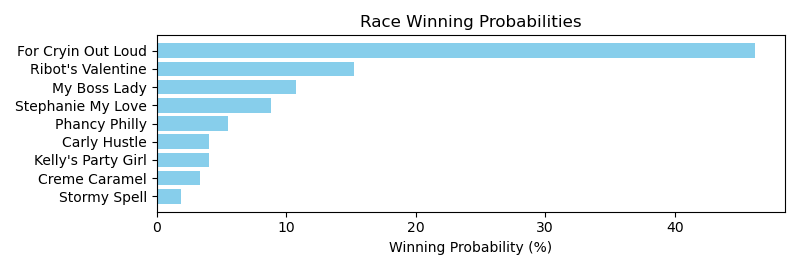 Race Winning Probabilities
For Cryin Out Loud
Ribot's Valentine
My Boss Lady
Stephanie My Love
Phancy Philly
Carly Hustle
Kelly's Party Girl
Creme Caramel
Stormy Spell
0 10 20 30 40
Winning Probability (%)